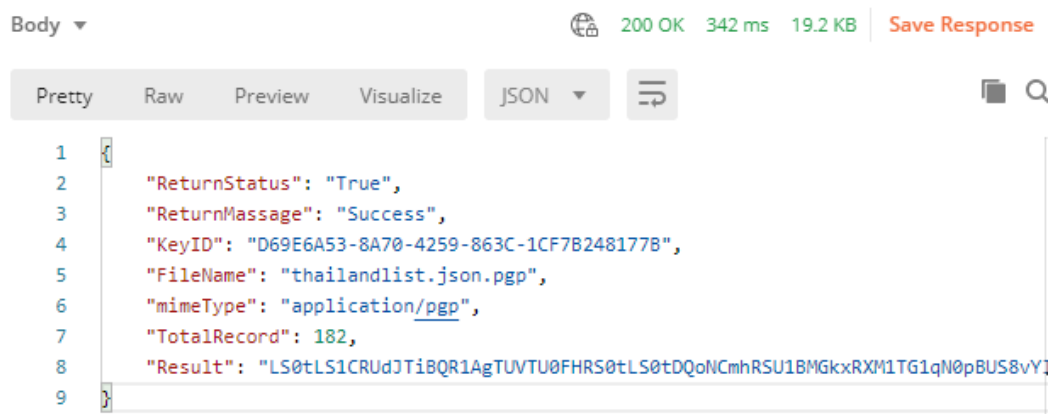 Body 200 OK 342 ms 19.2 KB Save Response
Pretty Raw Preview Visualize JSON
1 {
2 "ReturnStatus": "True",
3 "ReturnMassage": "Success",
4 "KeyID": "D69E6A53-8A70-4259-863C-1CF7B248177B",
5 "FileName": "thailandlist.json.pgp",
6 "mimeType": "application/pgp",
7 "TotalRecord": 182,
8 "Result": "LS0tLS1CRUdJTiBQR1AgTUVTU0FHRS0tLS0tDQoNCmhRSU1BMGkxRXM1TG1qN0pBUS8vY
9 }